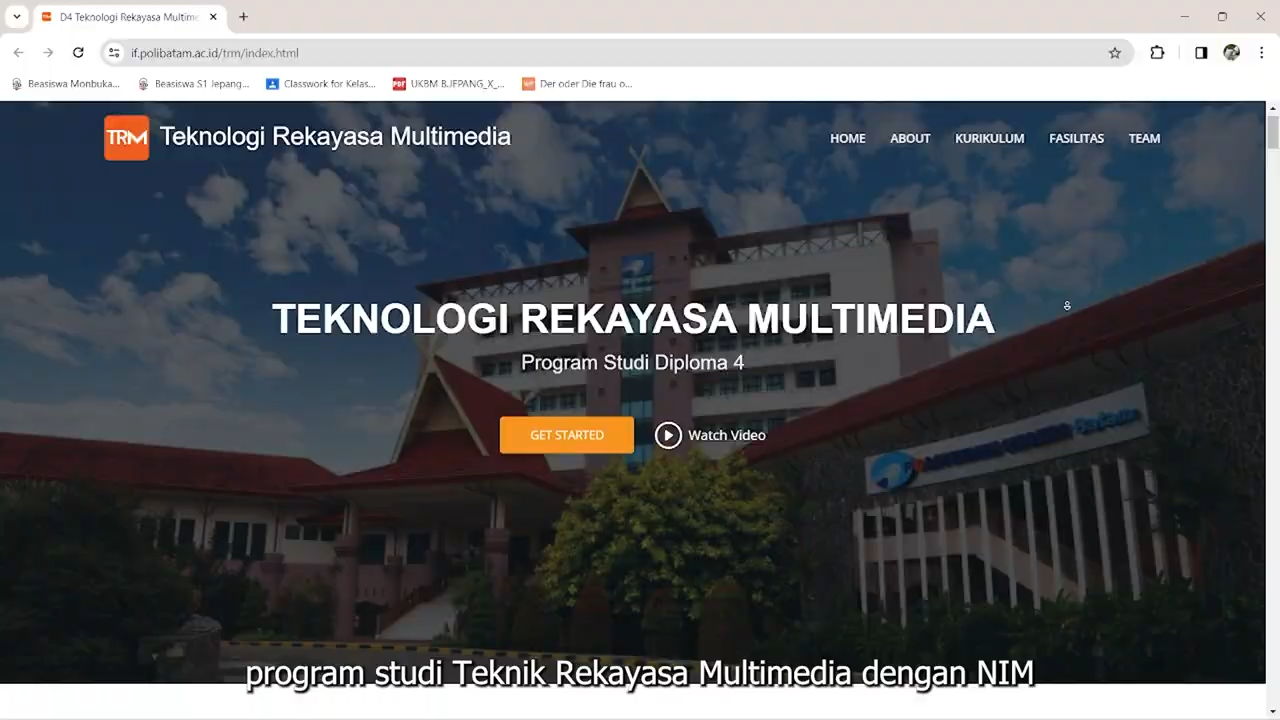 D4 Teknologi Rekayasa Multime
if.polibatam.ac.id/trm/index.html
Beasiswa Monbuka...
Beasiswa S1 Jepang...
Classwork for Kelas...
PDF
UKBM B.JEPANG_X_...
Der oder Die frau o...
TRM
Teknologi Rekayasa Multimedia
HOME
ABOUT
KURIKULUM
FASILITAS
TEAM
TEKNOLOGI REKAYASA MULTIMEDIA
Program Studi Diploma 4
GET STARTED
Watch Video
program studi Teknik Rekayasa Multimedia dengan NIM